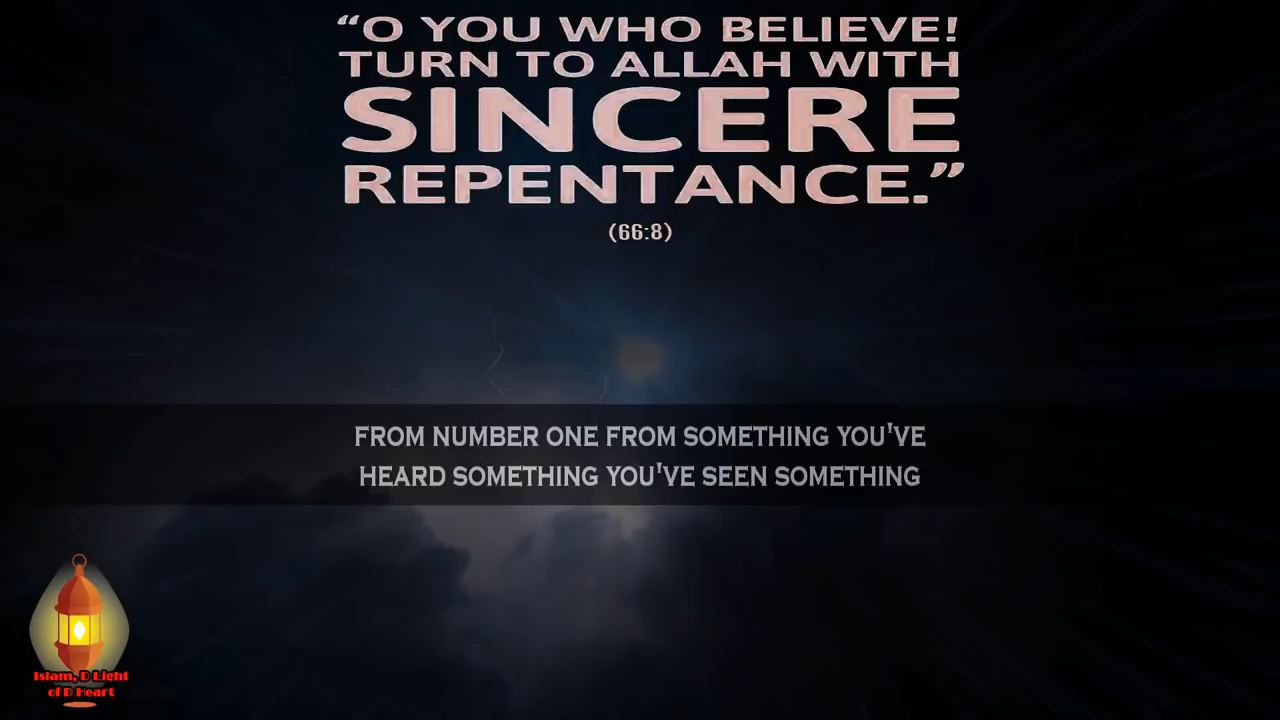 “O YOU WHO BELIEVE!
TURN TO ALLAH WITH
SINCERE
REPENTANCE.”
(66:8)
FROM NUMBER ONE FROM SOMETHING YOU'VE
HEARD SOMETHING YOU'VE SEEN SOMETHING
Islam, D Light
of D Heart